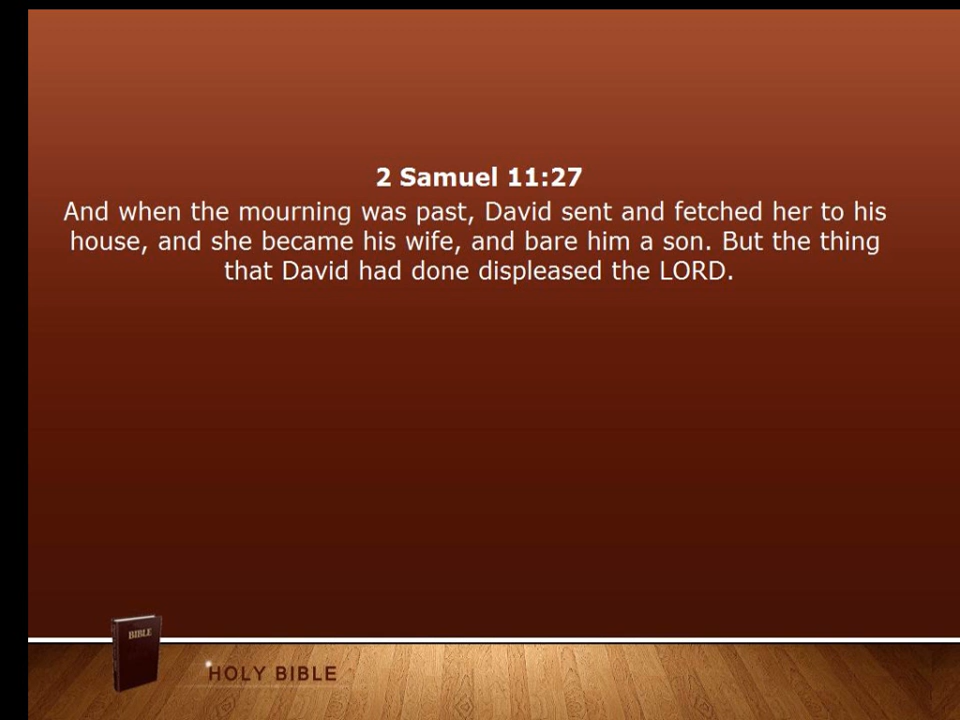 2 Samuel 11:27
And when the mourning was past, David sent and fetched her to his
house, and she became his wife, and bare him a son. But the thing
that David had done displeased the LORD.
BIBLE
HOLY BIBLE